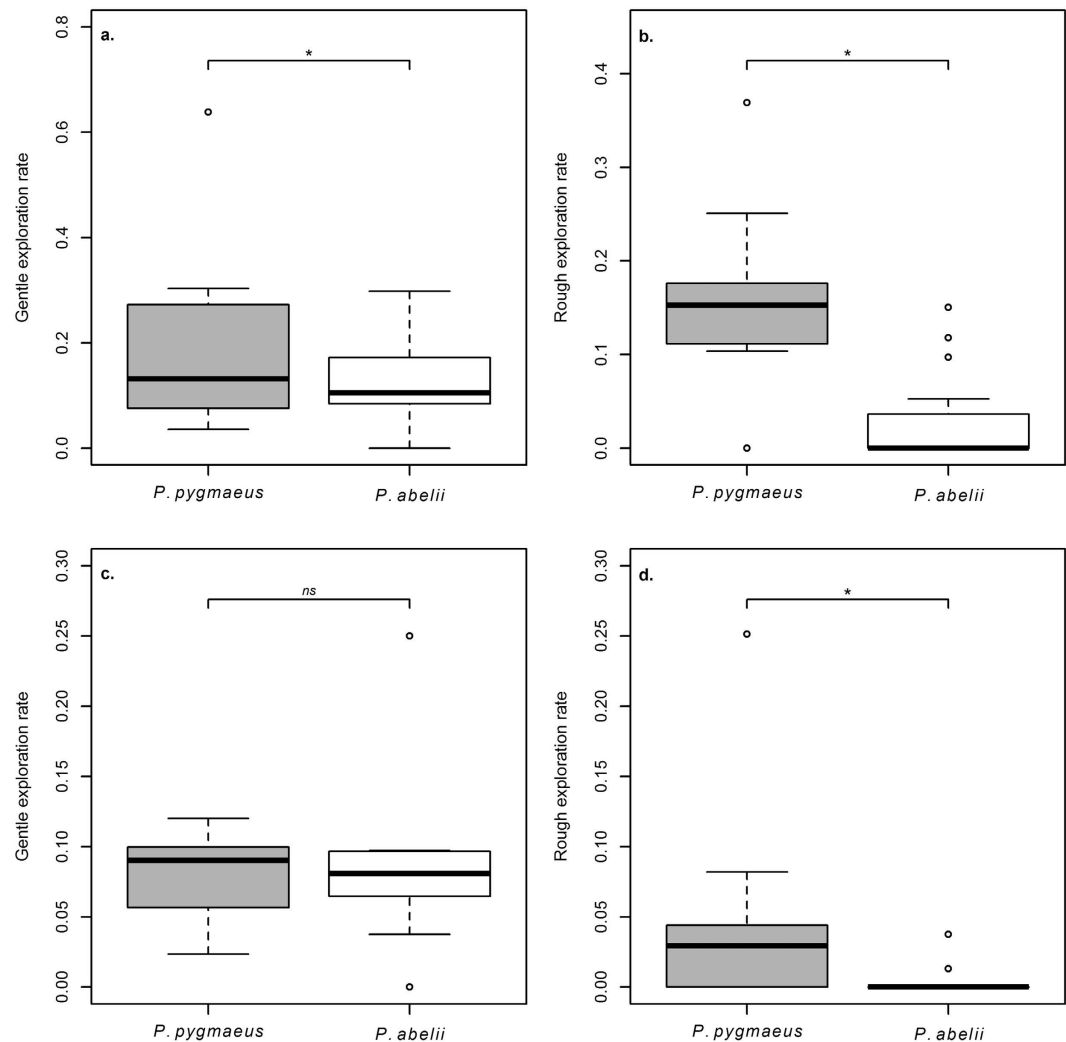 a.
*
Gentle exploration rate
0.8
0.6
0.4
0.2
0.0
P. pygmaeus
P. abelii
b.
*
Rough exploration rate
0.4
0.3
0.2
0.1
0.0
P. pygmaeus
P. abelii
c.
ns
Gentle exploration rate
0.30
0.25
0.20
0.15
0.10
0.05
0.00
P. pygmaeus
P. abelii
d.
*
Rough exploration rate
0.30
0.25
0.20
0.15
0.10
0.05
0.00
P. pygmaeus
P. abelii